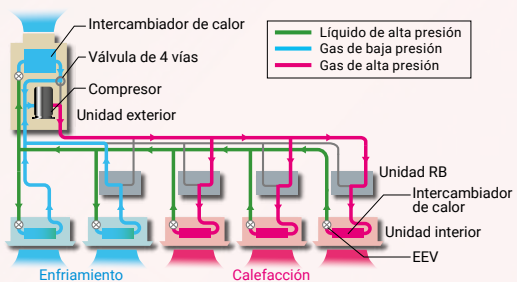 Intercambiador de calor
Válvula de 4 vías
Compresor
Unidad exterior
Líquido de alta presión
Gas de baja presión
Gas de alta presión
Unidad RB
Intercambiador
de calor
Unidad interior
EEV
Enfriamiento
Calefacción